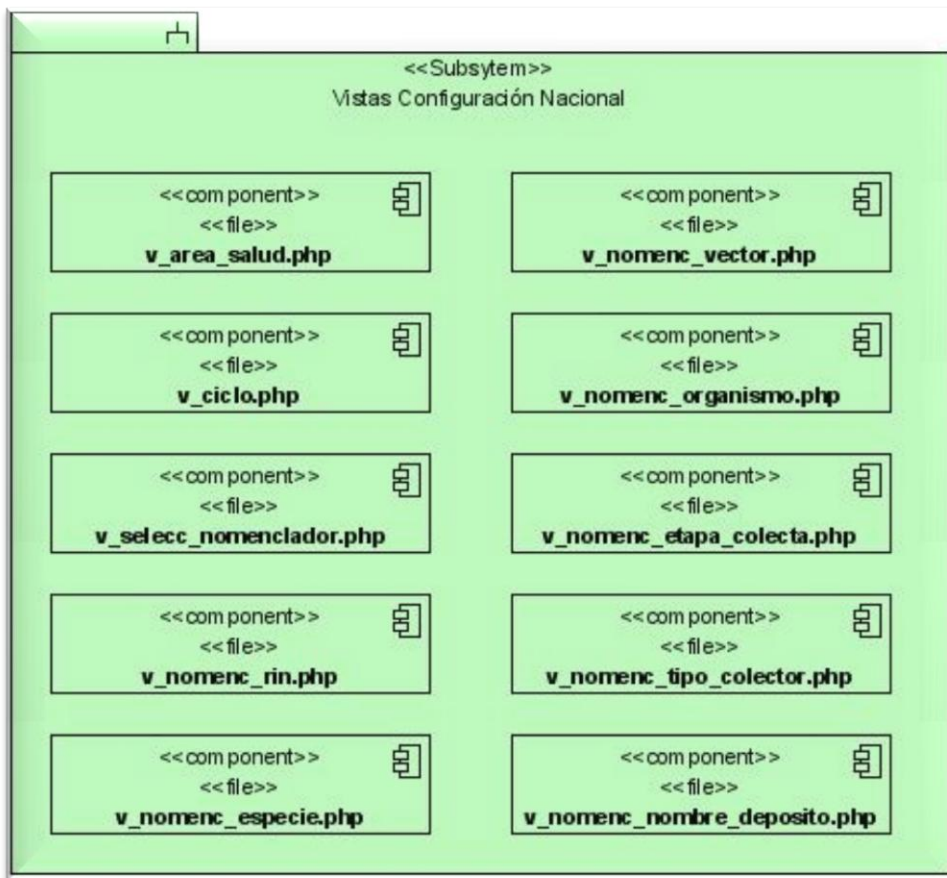 <<Subsytem>>
Vistas Configuración Nacional
<<component>>
<<file>>
v_area_salud.php
<<component>>
<<file>>
v_nomenc_vector.php
<<component>>
<<file>>
v_ciclo.php
<<component>>
<<file>>
v_nomenc_organismo.php
<<component>>
<<file>>
v_selecc_nomenclador.php
<<component>>
<<file>>
v_nomenc_etapa_colecta.php
<<component>>
<<file>>
v_nomenc_rin.php
<<component>>
<<file>>
v_nomenc_tipo_colector.php
<<component>>
<<file>>
v_nomenc_especie.php
<<component>>
<<file>>
v_nomenc_nombre_deposito.php